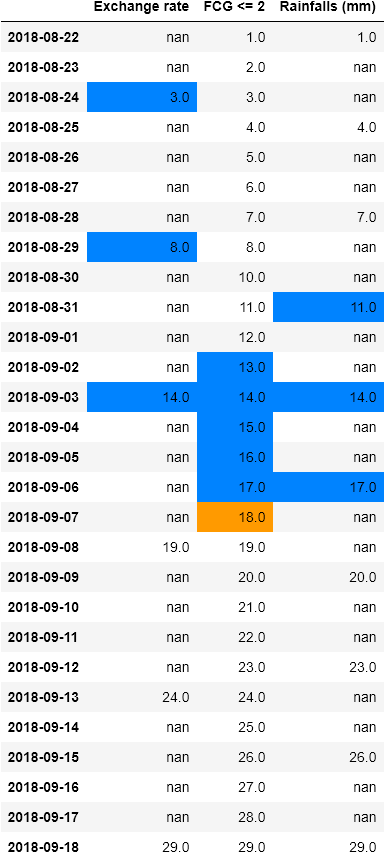 Exchange rate FCG <= 2 Rainfalls (mm)
2018-08-22 nan 1.0 1.0
2018-08-23 nan 2.0 nan
2018-08-24 3.0 3.0 nan
2018-08-25 nan 4.0 4.0
2018-08-26 nan 5.0 nan
2018-08-27 nan 6.0 nan
2018-08-28 nan 7.0 7.0
2018-08-29 8.0 8.0 nan
2018-08-30 nan 10.0 nan
2018-08-31 nan 11.0 11.0
2018-09-01 nan 12.0 nan
2018-09-02 nan 13.0 nan
2018-09-03 14.0 14.0 14.0
2018-09-04 nan 15.0 nan
2018-09-05 nan 16.0 nan
2018-09-06 nan 17.0 17.0
2018-09-07 nan 18.0 nan
2018-09-08 19.0 19.0 nan
2018-09-09 nan 20.0 20.0
2018-09-10 nan 21.0 nan
2018-09-11 nan 22.0 nan
2018-09-12 nan 23.0 23.0
2018-09-13 24.0 24.0 nan
2018-09-14 nan 25.0 nan
2018-09-15 nan 26.0 26.0
2018-09-16 nan 27.0 nan
2018-09-17 nan 28.0 nan
2018-09-18 29.0 29.0 29.0